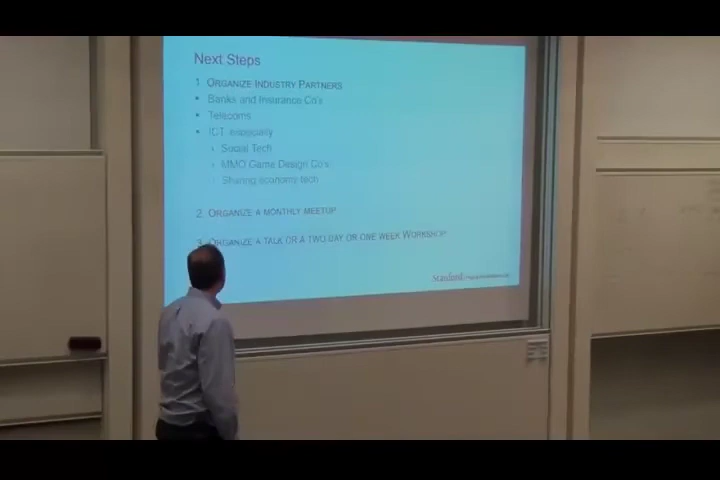 Next Steps
1. ORGANIZE INDUSTRY PARTNERS
• Banks and Insurance Co's
• Telecoms
• ICT especially
• Social Tech
• MMO Game Design Co's
• Sharing economy tech
2. ORGANIZE A MONTHLY MEETUP
3. ORGANIZE A TALK OR A TWO DAY OR ONE WEEK WORKSHOP
Stanford